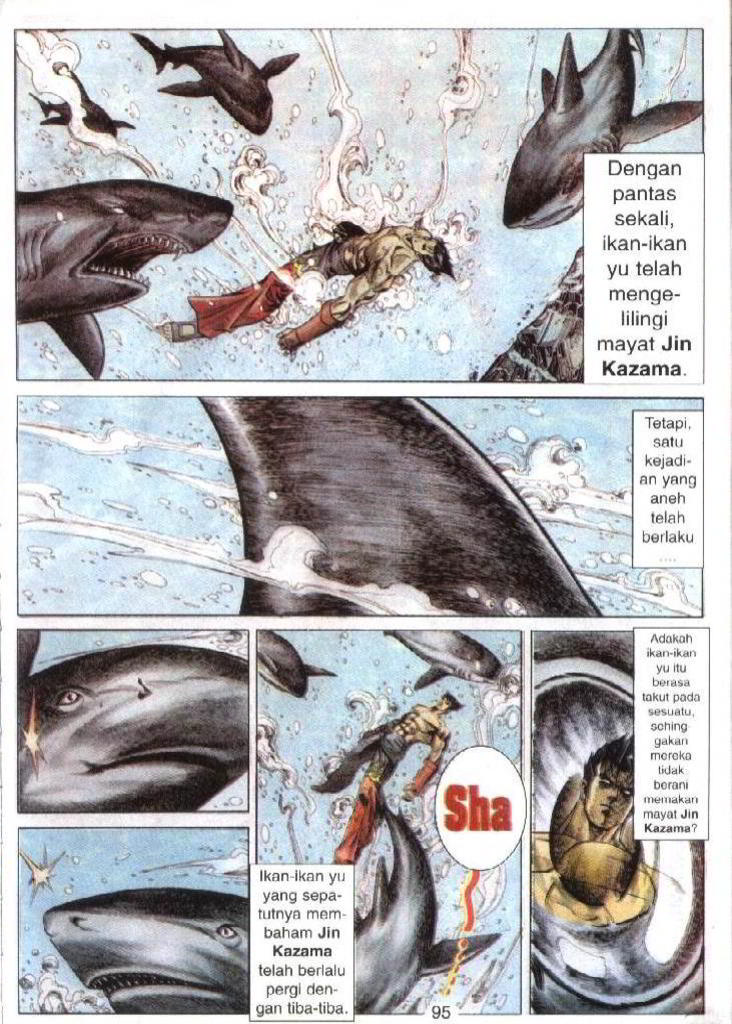 Dengan
pantas
sekali,
ikan-ikan
yu telah
menge-
lilingi
mayat Jin
Kazama.
Tetapi,
satu
kejadi-
an yang
aneh
telah
berlaku
....
Ikan-ikan yu
yang sepa-
tutnya mem-
baham Jin
Kazama
telah berlalu
pergi den-
gan tiba-tiba.
Sha
Adakah
ikan-ikan
yu itu
berasa
takut pada
sesuatu,
sehing
gakan
mereka
tidak
berani
memakan
mayat Jin
Kazama?
95